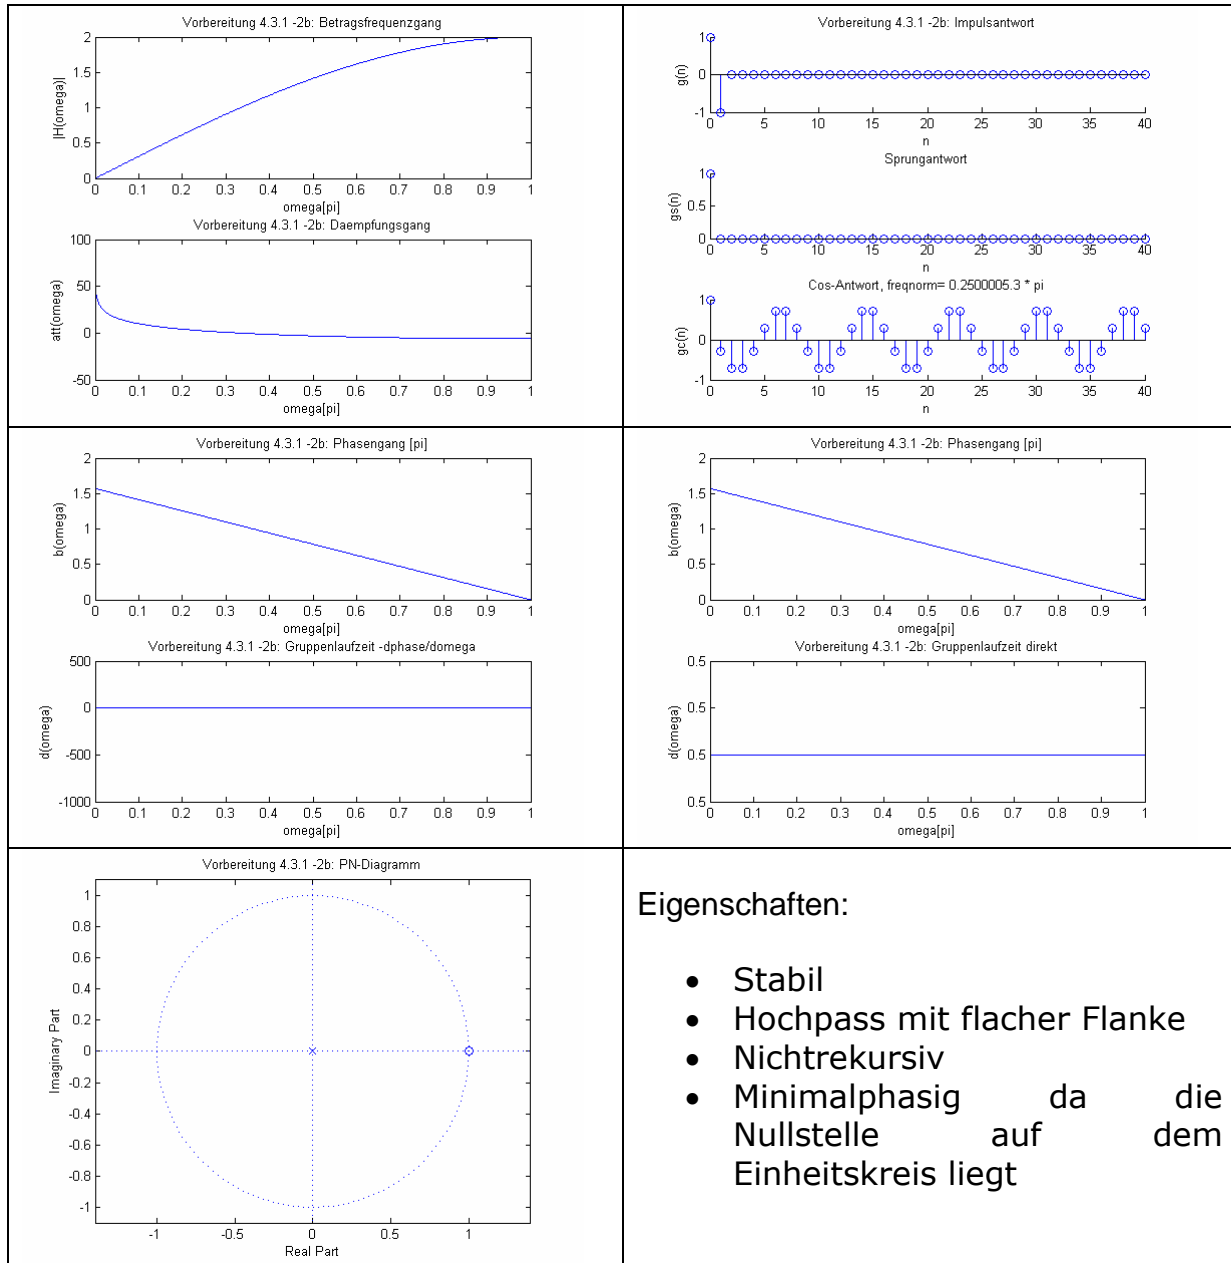 Vorbereitung 4.3.1 -2b: Betragsfrequenzgang
2
1.5
1
0.5
0
|H(omega)|
0 0.1 0.2 0.3 0.4 0.5 0.6 0.7 0.8 0.9 1
omega[pi]
Vorbereitung 4.3.1 -2b: Daempfungsgang
100
50
0
-50
att(omega)
0 0.1 0.2 0.3 0.4 0.5 0.6 0.7 0.8 0.9 1
omega[pi]
Vorbereitung 4.3.1 -2b: Impulsantwort
1
0
-1
g(n)
0 5 10 15 20 25 30 35 40
n
Sprungantwort
1
0.5
0
gs(n)
0 5 10 15 20 25 30 35 40
n
Cos-Antwort, freqnorm= 0.2500005.3 * pi
1
0
-1
gc(n)
0 5 10 15 20 25 30 35 40
n
Vorbereitung 4.3.1 -2b: Phasengang [pi]
2
1.5
1
0.5
0
b(omega)
0 0.1 0.2 0.3 0.4 0.5 0.6 0.7 0.8 0.9 1
omega[pi]
Vorbereitung 4.3.1 -2b: Gruppenlaufzeit -dphase/domega
500
0
-500
-1000
d(omega)
0 0.1 0.2 0.3 0.4 0.5 0.6 0.7 0.8 0.9 1
omega[pi]
Vorbereitung 4.3.1 -2b: Phasengang [pi]
2
1.5
1
0.5
0
b(omega)
0 0.1 0.2 0.3 0.4 0.5 0.6 0.7 0.8 0.9 1
omega[pi]
Vorbereitung 4.3.1 -2b: Gruppenlaufzeit direkt
0.5
0.5
0.5
0.5
d(omega)
0 0.1 0.2 0.3 0.4 0.5 0.6 0.7 0.8 0.9 1
omega[pi]
Vorbereitung 4.3.1 -2b: PN-Diagramm
1
0.8
0.6
0.4
0.2
0
-0.2
-0.4
-0.6
-0.8
-1
Imaginary Part
-1 -0.5 0 0.5 1
Real Part
Eigenschaften:
• Stabil
• Hochpass mit flacher Flanke
• Nichtrekursiv
• Minimalphasig da die
Nullstelle auf dem
Einheitskreis liegt